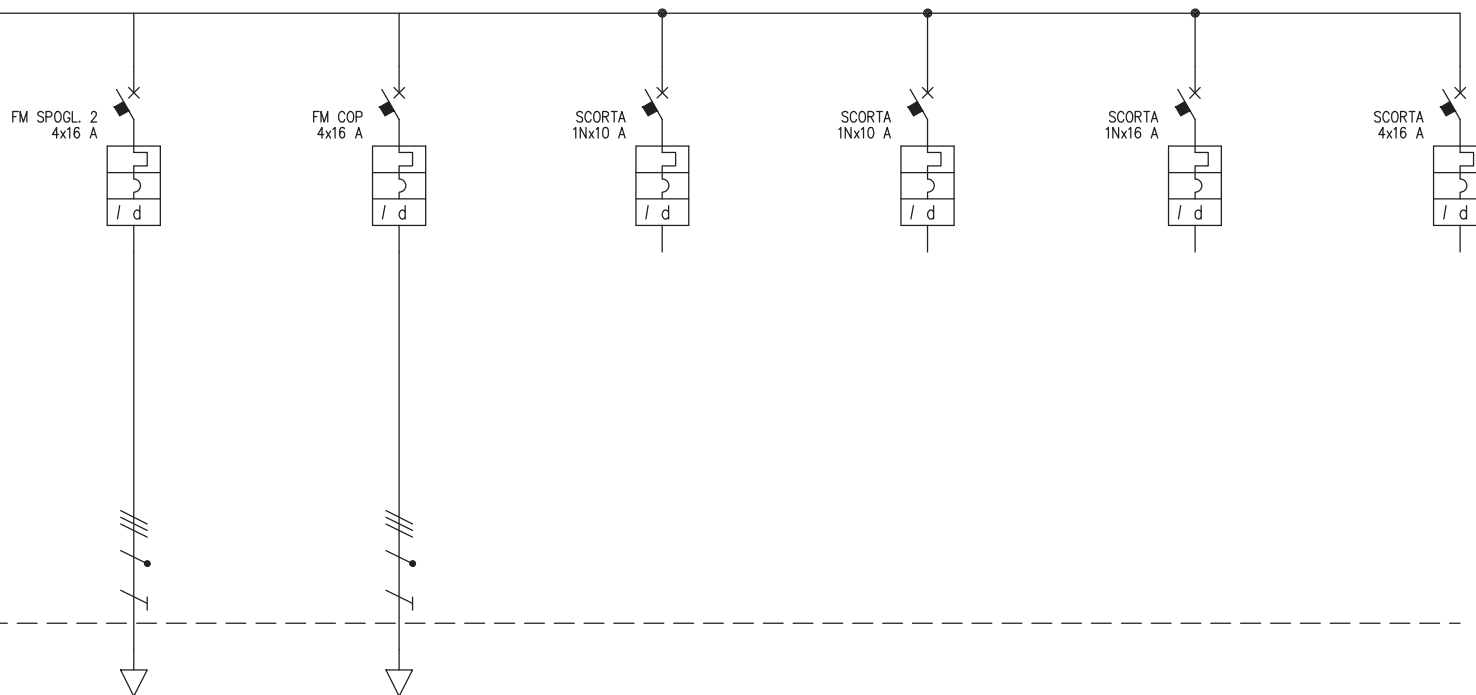 FM SPOGL. 2
4x16 A
FM COP
4x16 A
SCORTA
1Nx10 A
SCORTA
1Nx10 A
SCORTA
1Nx16 A
SCORTA
4x16 A
I d
I d
I d
I d
I d
I d